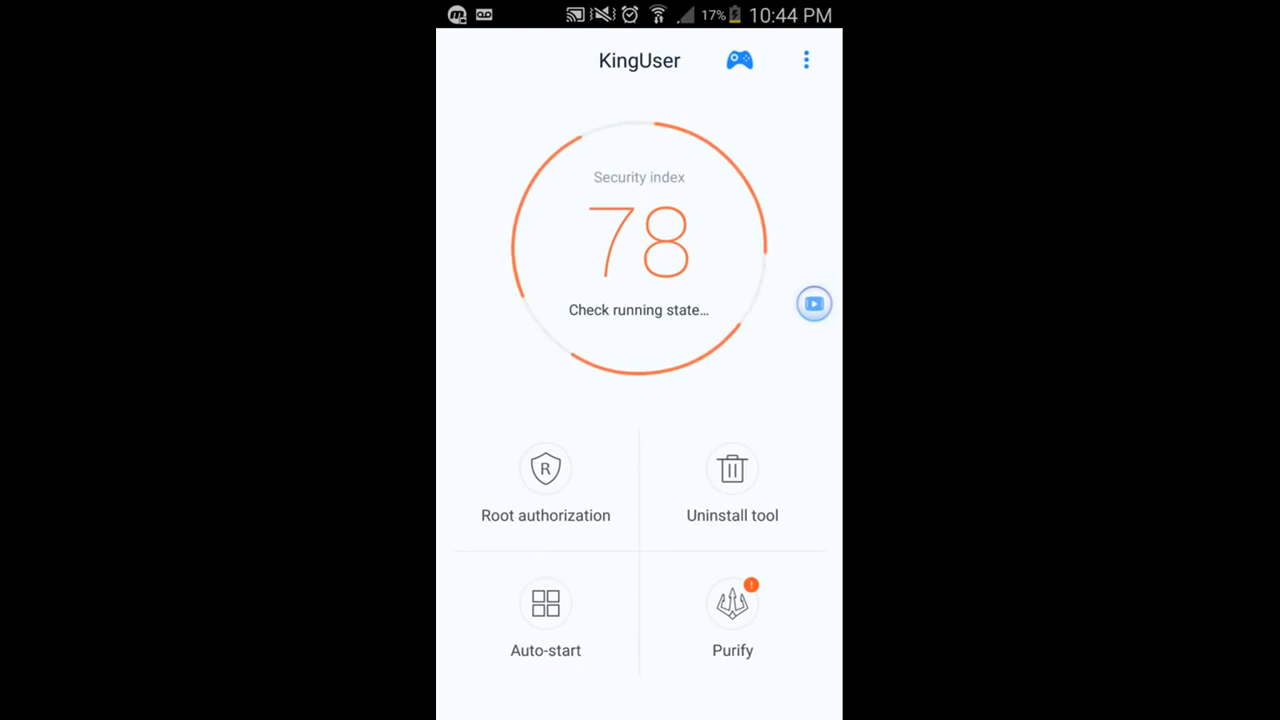 17% 10:44 PM
KingUser
Security index
78
Check running state...
R
Root authorization
Uninstall tool
!
Auto-start
Purify